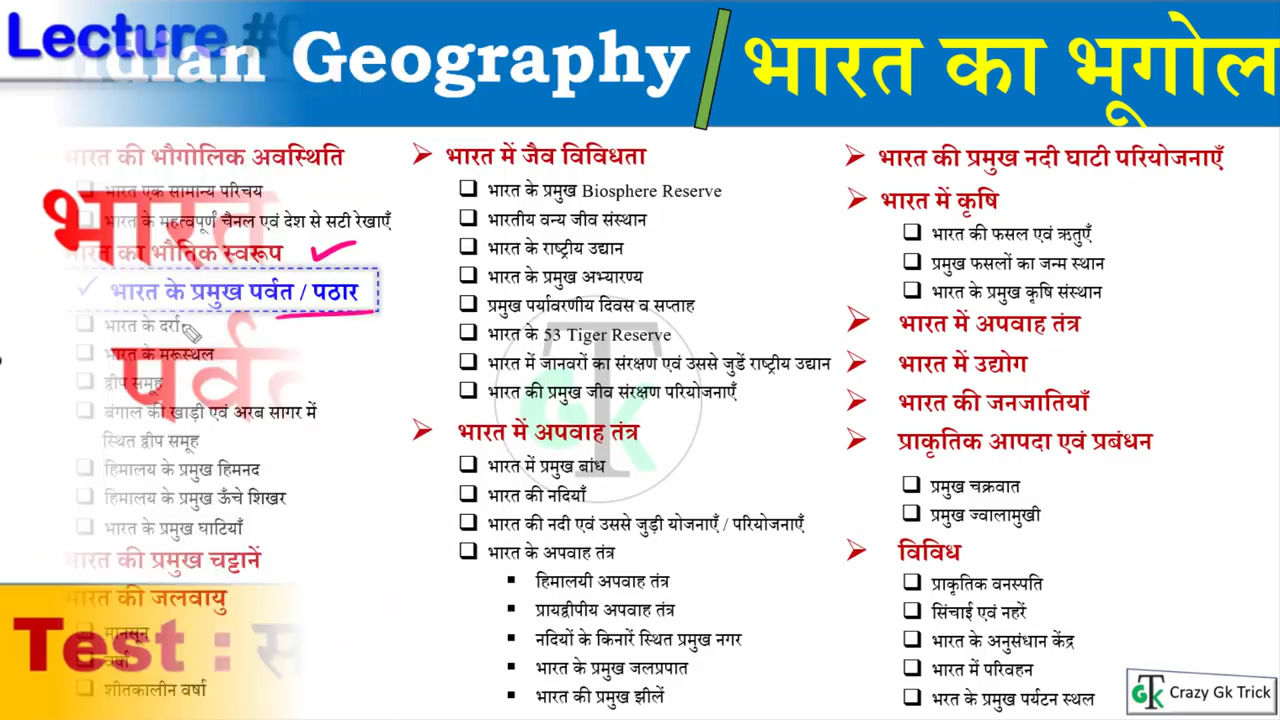 Lecture #
Indian Geography / भारत का भूगोल
भारत की भौगोलिक अवस्थिति
भारत एक सामान्य परिचय
भारत के महत्वपूर्ण चैनल एवं देश से सटी रेखाएँ
भारत
भारत का भौतिक स्वरूप
भारत के प्रमुख पर्वत / पठार
भारत के दर्रा
भारत के मरूस्थल
पर्वत
द्वीप समूह
बंगाल की खाड़ी एवं अरब सागर में
स्थित द्वीप समूह
हिमालय के प्रमुख हिमनद
हिमालय के प्रमुख ऊँचे शिखर
भारत के प्रमुख घाटियाँ
भारत की प्रमुख चट्टानें
भारत की जलवायु
Test :
मानसून
वर्षा
शीतकालीन वर्षा
भारत में जैव विविधता
भारत के प्रमुख Biosphere Reserve
भारतीय वन्य जीव संस्थान
भारत के राष्ट्रीय उद्यान
भारत के प्रमुख अभ्यारण्य
प्रमुख पर्यावरणीय दिवस व सप्ताह
भारत के 53 Tiger Reserve
भारत में जानवरों का संरक्षण एवं उससे जुडें राष्ट्रीय उद्यान
भारत की प्रमुख जीव संरक्षण परियोजनाएँ
भारत में अपवाह तंत्र
भारत में प्रमुख बांध
भारत की नदियाँ
भारत की नदी एवं उससे जुड़ी योजनाएँ / परियोजनाएँ
भारत के अपवाह तंत्र
हिमालयी अपवाह तंत्र
प्रायद्वीपीय अपवाह तंत्र
नदियों के किनारें स्थित प्रमुख नगर
भारत के प्रमुख जलप्रपात
भारत की प्रमुख झीलें
भारत की प्रमुख नदी घाटी परियोजनाएँ
भारत में कृषि
भारत की फसल एवं ऋतुएँ
प्रमुख फसलों का जन्म स्थान
भारत के प्रमुख कृषि संस्थान
भारत में अपवाह तंत्र
भारत में उद्योग
भारत की जनजातियाँ
प्राकृतिक आपदा एवं प्रबंधन
प्रमुख चक्रवात
प्रमुख ज्वालामुखी
विविध
प्राकृतिक वनस्पति
सिंचाई एवं नहरें
भारत के अनुसंधान केंद्र
भारत में परिवहन
भरत के प्रमुख पर्यटन स्थल
GTK Crazy Gk Trick